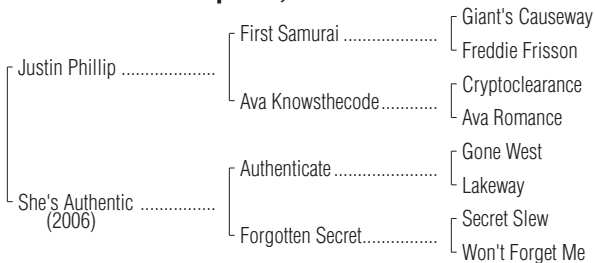 Giant's Causeway
First Samurai ....................
Freddie Frisson
Justin Phillip ....................
Cryptoclearance
Ava Knowsthecode............
Ava Romance
Gone West
Authenticate ......................
Lakeway
She's Authentic ................
(2006)
Secret Slew
Forgotten Secret................
Won't Forget Me